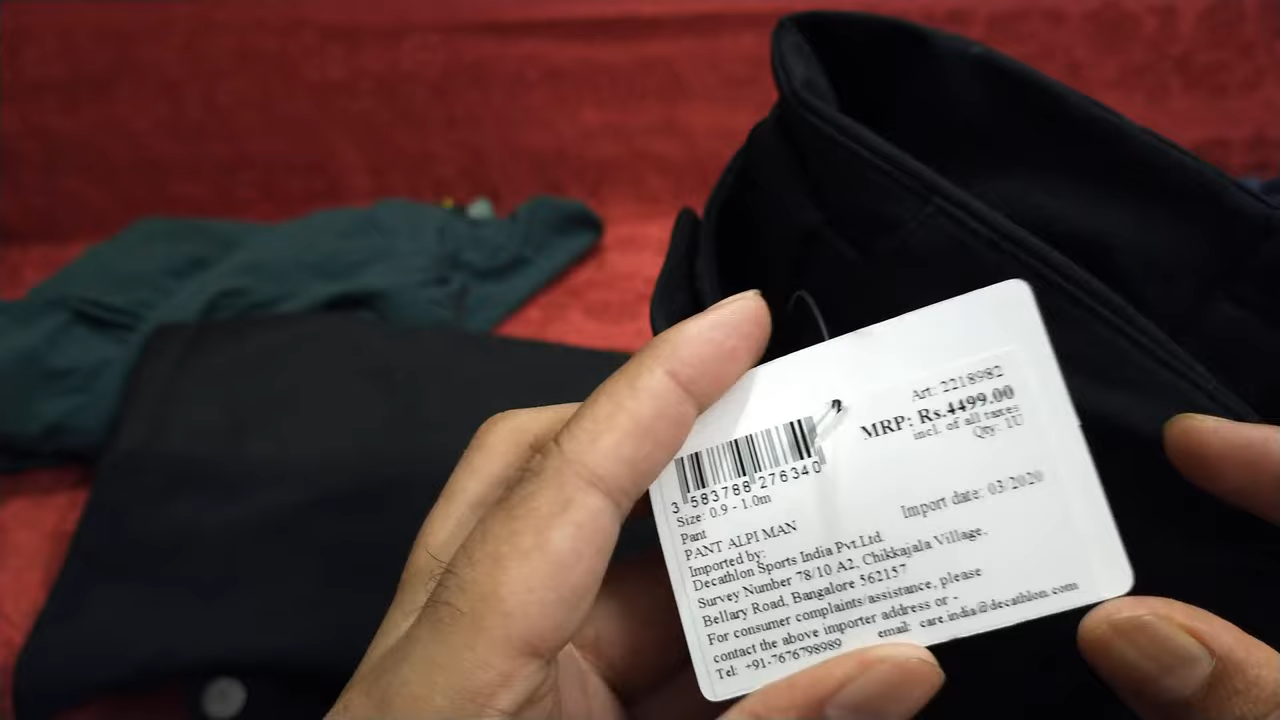 Art: 2218982
MRP: Rs.4499.00
incl. of all taxes
Qty: 1U
3 583788 276340
Size: 0.9 - 1.0m
Import date: 03/2020
Pant
PANT ALPI MAN
Imported by:
Decathlon Sports India Pvt.Ltd.
Survey Number 78/10 A2, Chikkajala Village,
Bellary Road, Bangalore 562157
For consumer complaints/assistance, please
contact the above importer address or -
Tel: +91-7676798989 email: care.india@decathlon.com